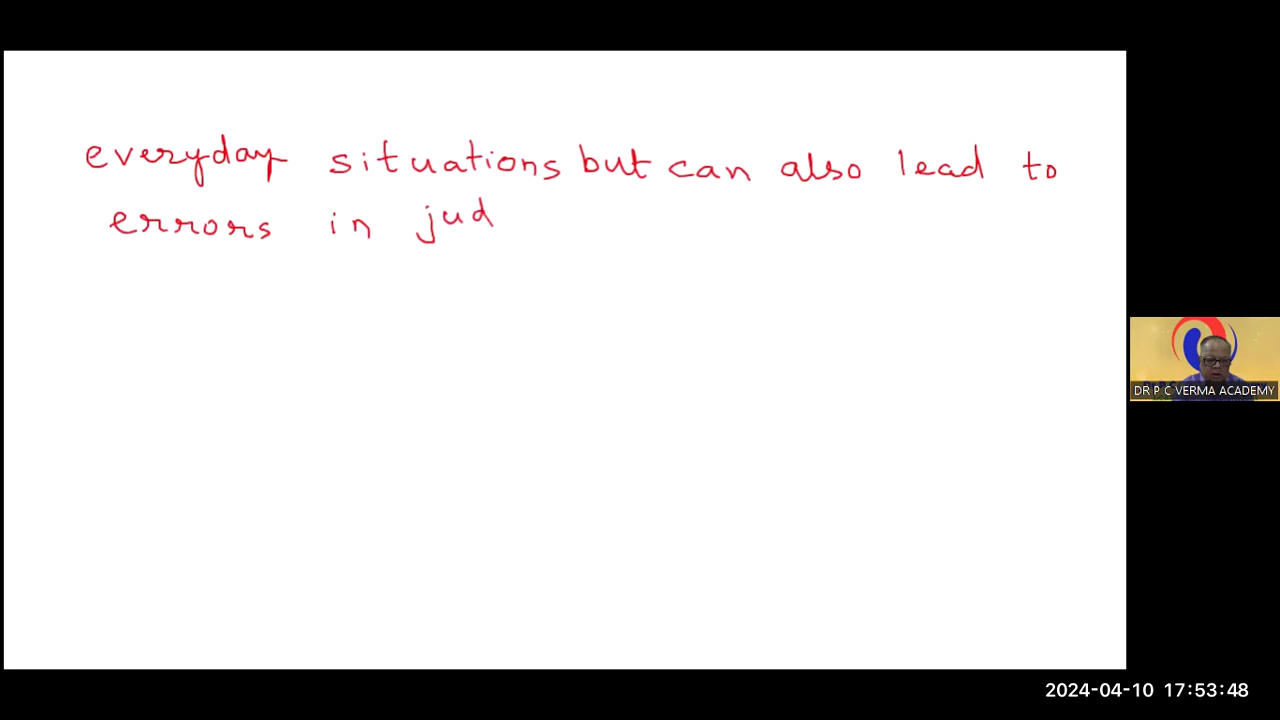 everyday situations but can also lead to
errors in jud
DR P C VERMA ACADEMY
2024-04-10 17:53:48